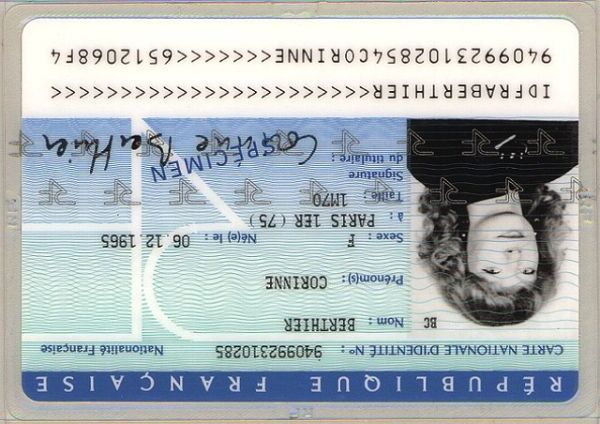 RÉPUBLIQUE FRANÇAISE
CARTE NATIONALE D'IDENTITÉ N° : 940992310285 Nationalité Française
Nom : BERTHIER
Prénom(s) : CORINNE
Sexe : F Né(e) le : 06.12.1965
à : PARIS 1ER (75)
Taille : 1M70
Signature
du titulaire :
SPÉCIMEN
Corinne Berthier
BC
IDFRABERTHIER<<<<<<<<<<<<<<<<<<<<<<<
9409923102854CORINNE<<<<<<<6512068F4